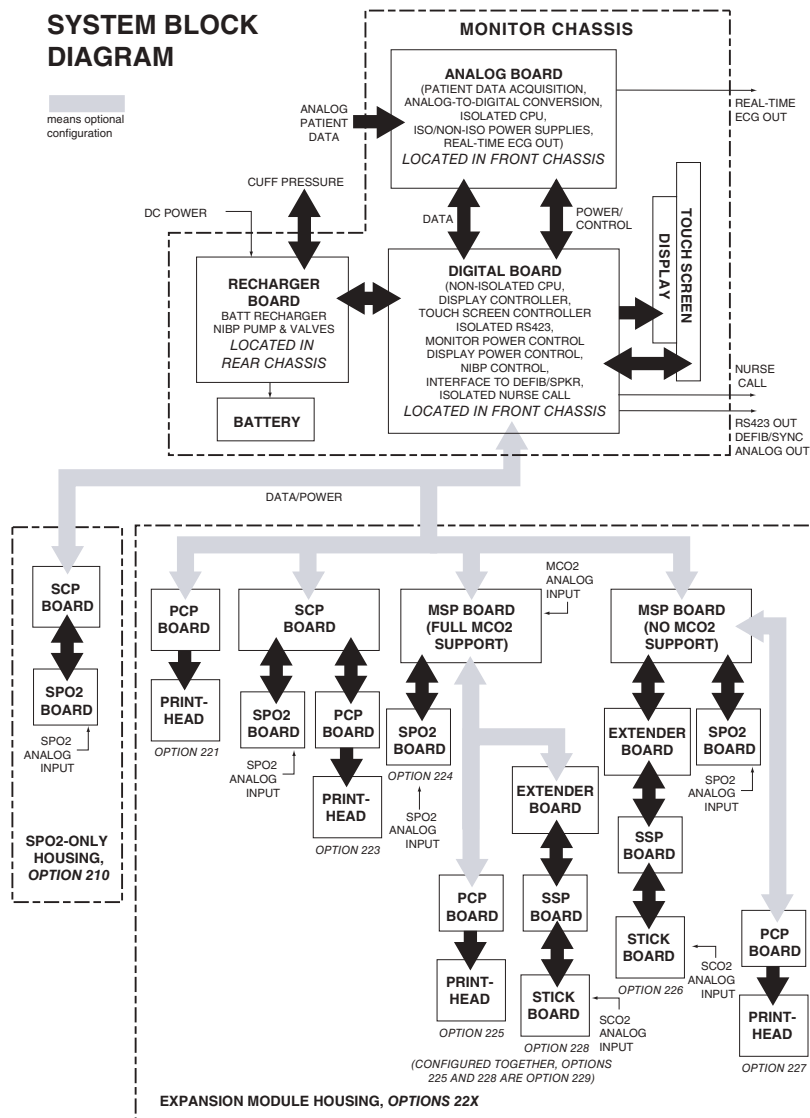 SYSTEM BLOCK
DIAGRAM
means optional
configuration
MONITOR CHASSIS
ANALOG BOARD
(PATIENT DATA ACQUISITION,
ANALOG-TO-DIGITAL CONVERSION,
ISOLATED CPU,
ISO/NON-ISO POWER SUPPLIES,
REAL-TIME ECG OUT)
LOCATED IN FRONT CHASSIS
ANALOG
PATIENT
DATA
REAL-TIME
ECG OUT
CUFF PRESSURE
DC POWER
DATA
POWER/
CONTROL
TOUCH SCREEN
DISPLAY
RECHARGER
BOARD
BATT RECHARGER
NIBP PUMP & VALVES
LOCATED IN
REAR CHASSIS
BATTERY
DIGITAL BOARD
(NON-ISOLATED CPU,
DISPLAY CONTROLLER,
TOUCH SCREEN CONTROLLER
ISOLATED RS423,
MONITOR POWER CONTROL
DISPLAY POWER CONTROL,
NIBP CONTROL,
INTERFACE TO DEFIB/SPKR,
ISOLATED NURSE CALL
LOCATED IN FRONT CHASSIS
NURSE
CALL
RS423 OUT
DEFIB/SYNC
ANALOG OUT
DATA/POWER
SCP
BOARD
SPO2
BOARD
SPO2
ANALOG
INPUT
SPO2-ONLY
HOUSING,
OPTION 210
PCP
BOARD
PRINT-
HEAD
OPTION 221
SCP
BOARD
SPO2
BOARD
SPO2
ANALOG
INPUT
PCP
BOARD
PRINT-
HEAD
OPTION 223
MCO2
ANALOG
INPUT
MSP BOARD
(FULL MCO2
SUPPORT)
SPO2
BOARD
OPTION 224
SPO2
ANALOG
INPUT
PCP
BOARD
PRINT-
HEAD
OPTION 225
EXTENDER
BOARD
SSP
BOARD
STICK
BOARD
SCO2
ANALOG
INPUT
OPTION 228
(CONFIGURED TOGETHER, OPTIONS
225 AND 228 ARE OPTION 229)
MSP BOARD
(NO MCO2
SUPPORT)
EXTENDER
BOARD
SPO2
BOARD
SPO2
ANALOG
INPUT
SSP
BOARD
STICK
BOARD
OPTION 226
SCO2
ANALOG
INPUT
PCP
BOARD
PRINT-
HEAD
OPTION 227
EXPANSION MODULE HOUSING, OPTIONS 22X